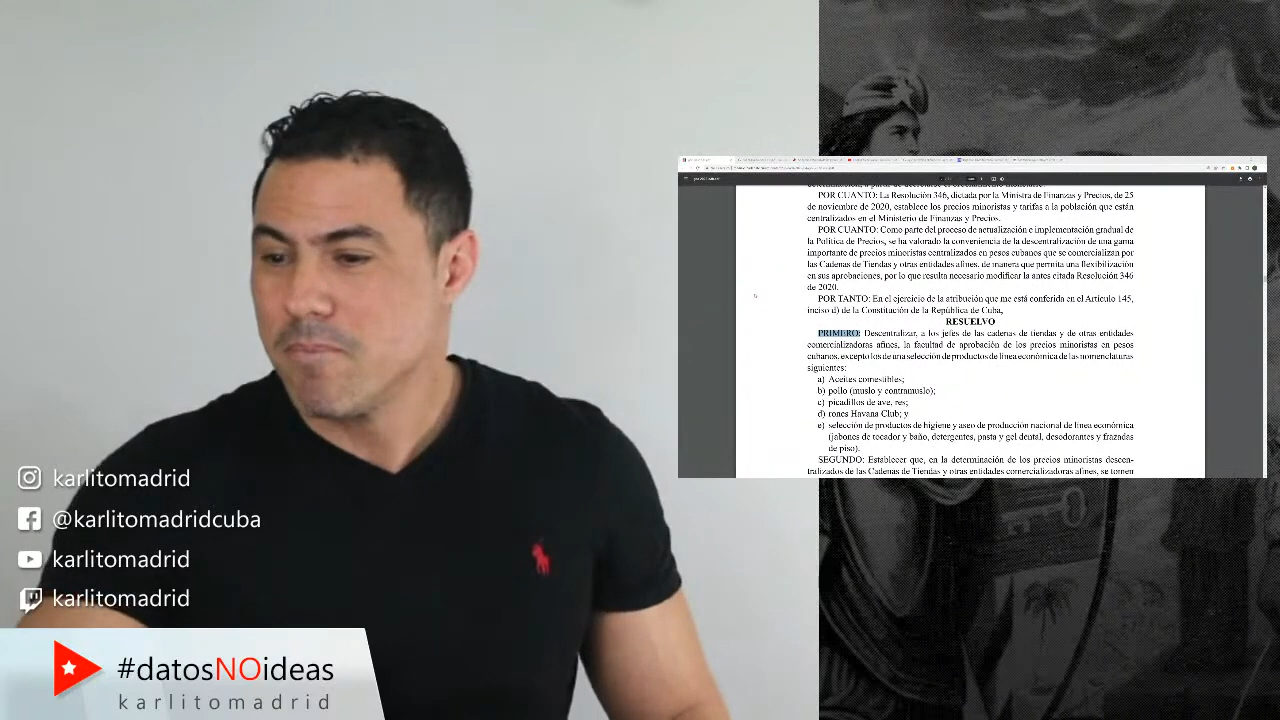 karlitomadrid
@karlitomadridcuba
karlitomadrid
karlitomadrid
#datosNOideas
karlitomadrid
POR CUANTO: La Resolución 346, dictada por la Ministra de Finanzas y Precios, de 25
de noviembre de 2020, establece los precios minoristas y tarifas a la población que están
centralizados en el Ministerio de Finanzas y Precios.
POR CUANTO: Como parte del proceso de actualización e implementación gradual de
la Política de Precios, se ha valorado la conveniencia de la descentralización de una gama
importante de precios minoristas centralizados en pesos cubanos que se comercializan por
las Cadenas de Tiendas y otras entidades afines, de manera que permita una flexibilización
en sus aprobaciones, por lo que resulta necesario modificar la antes citada Resolución 346
de 2020.
POR TANTO: En el ejercicio de la atribución que me está conferida en el Artículo 145,
inciso d) de la Constitución de la República de Cuba,
RESUELVO
PRIMERO: Descentralizar, a los jefes de las cadenas de tiendas y de otras entidades
comercializadoras afines, la facultad de aprobación de los precios minoristas en pesos
cubanos, excepto los de una selección de productos de línea económica de las nomenclaturas
siguientes:
a) Aceites comestibles;
b) pollo (muslo y contramuslo);
c) picadillos de ave, res;
d) rones Havana Club; y
e) selección de productos de higiene y aseo de producción nacional de línea económica
(jabones de tocador y baño, detergentes, pasta y gel dental, desodorantes y frazadas
de piso).
SEGUNDO: Establecer que, en la determinación de los precios minoristas descen-
tralizados de las Cadenas de Tiendas y otras entidades comercializadoras afines, se tomen